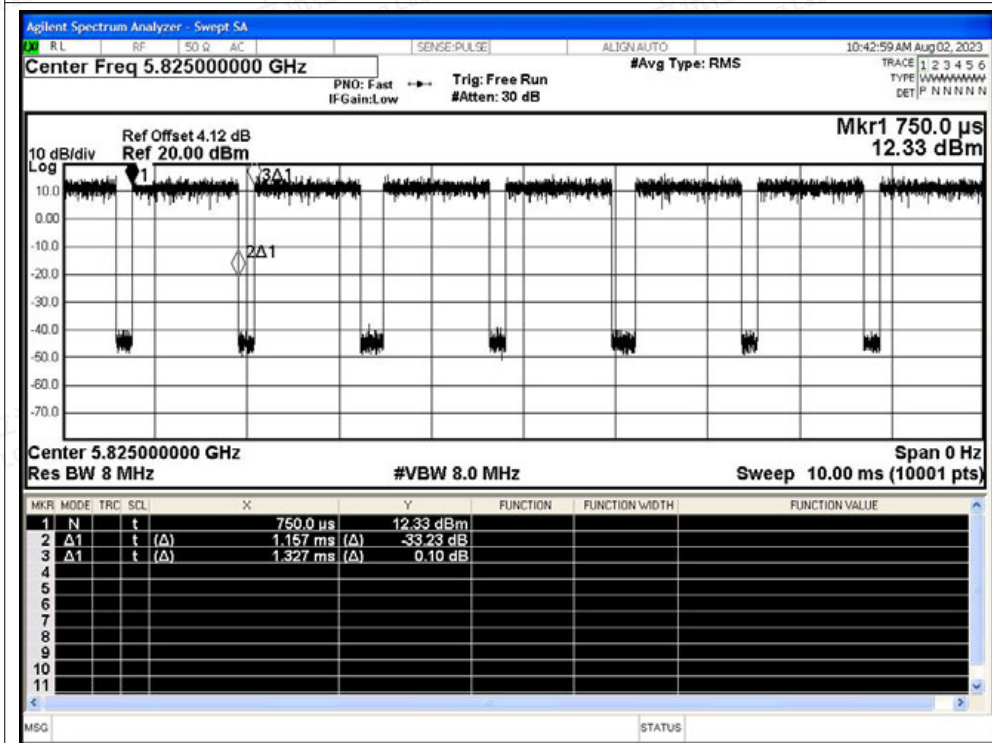 Agilent Spectrum Analyzer - Swept SA
LXI RL RF 50 Ω AC SENSE:PULSE ALIGN AUTO 10:42:59 AM Aug 02, 2023
Center Freq 5.825000000 GHz
PNO: Fast
IFGain:Low
Trig: Free Run
#Atten: 30 dB
#Avg Type: RMS
TRACE 1 2 3 4 5 6
TYPE WWWWWW
DET P N N N N N
Mkr1 750.0 µs
12.33 dBm
Ref Offset 4.12 dB
10 dB/div Ref 20.00 dBm
Log
1 3Δ1
10.0
0.00
2Δ1
-10.0
-20.0
-30.0
-40.0
-50.0
-60.0
-70.0
Center 5.825000000 GHz Span 0 Hz
Res BW 8 MHz #VBW 8.0 MHz Sweep 10.00 ms (10001 pts)
MKR MODE TRC SCL X Y FUNCTION FUNCTION WIDTH FUNCTION VALUE
1 N t 750.0 µs 12.33 dBm
2 Δ1 t (Δ) 1.157 ms (Δ) -33.23 dB
3 Δ1 t (Δ) 1.327 ms (Δ) 0.10 dB
4
5
6
7
8
9
10
11
MSG STATUS